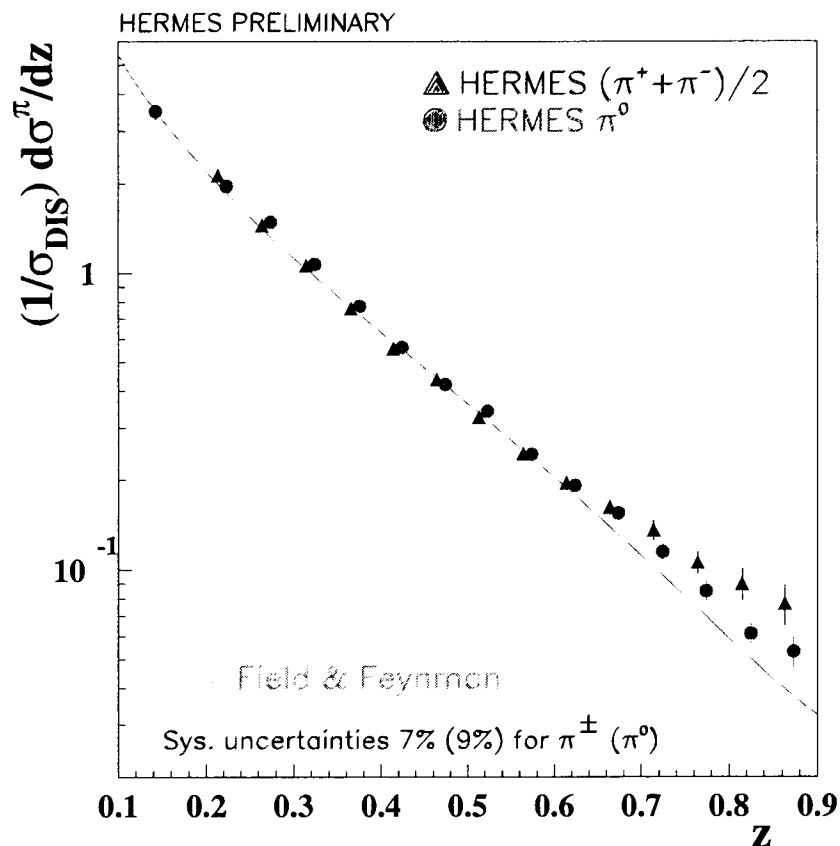 HERMES PRELIMINARY
(1/σ_DIS) dσ^π/dz
HERMES (π⁺+π⁻)/2
HERMES π⁰
1
10⁻¹
Field & Feynman
Sys. uncertainties 7% (9%) for π^± (π⁰)
0.1 0.2 0.3 0.4 0.5 0.6 0.7 0.8 0.9
z